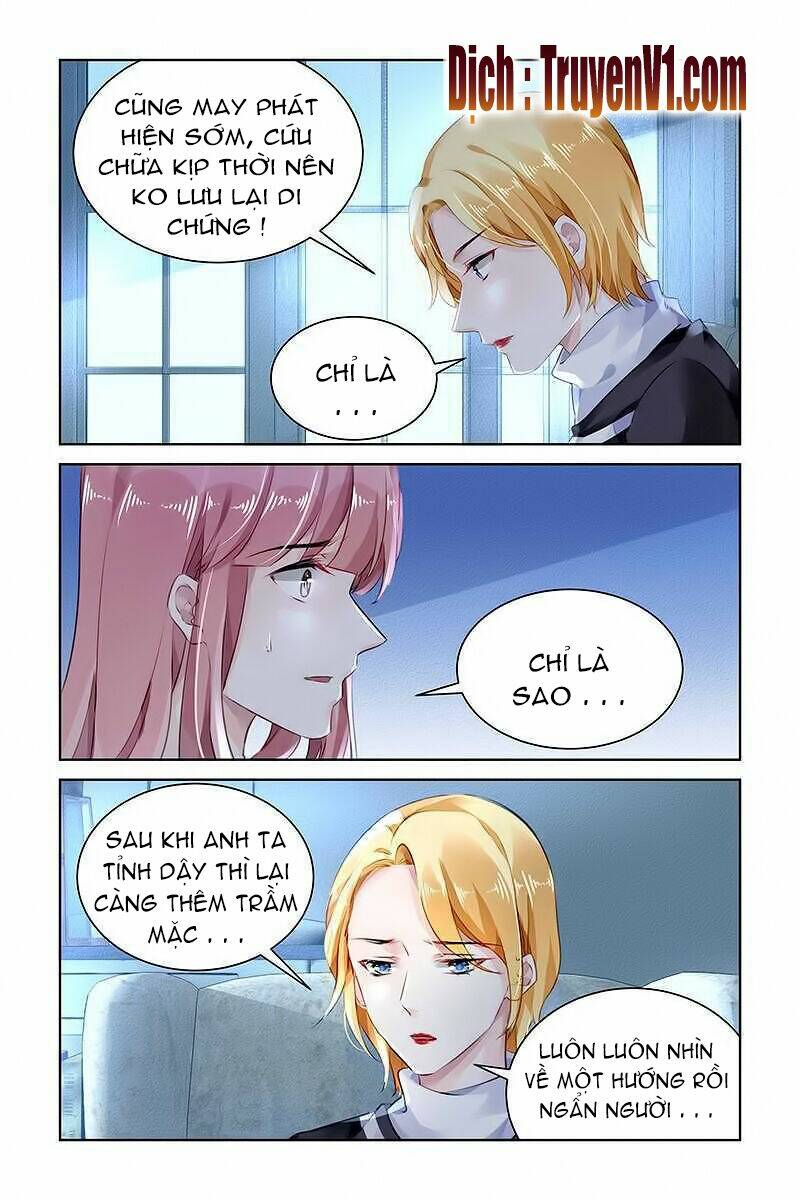 Dịch : TruyenV1.com
CŨNG MAY PHÁT
HIỆN SỚM, CỨU
CHỮA KỊP THỜI NÊN
KO LƯU LẠI DI
CHỨNG !
CHỈ LÀ
. . .
CHỈ LÀ
SAO . . .
SAU KHI ANH TA
TỈNH DẬY THÌ LẠI
CÀNG THÊM TRẦM
MẶC . . .
LUÔN LUÔN NHÌN
VỀ MỘT HƯỚNG RỒI
NGẨN NGƯỜI . . .